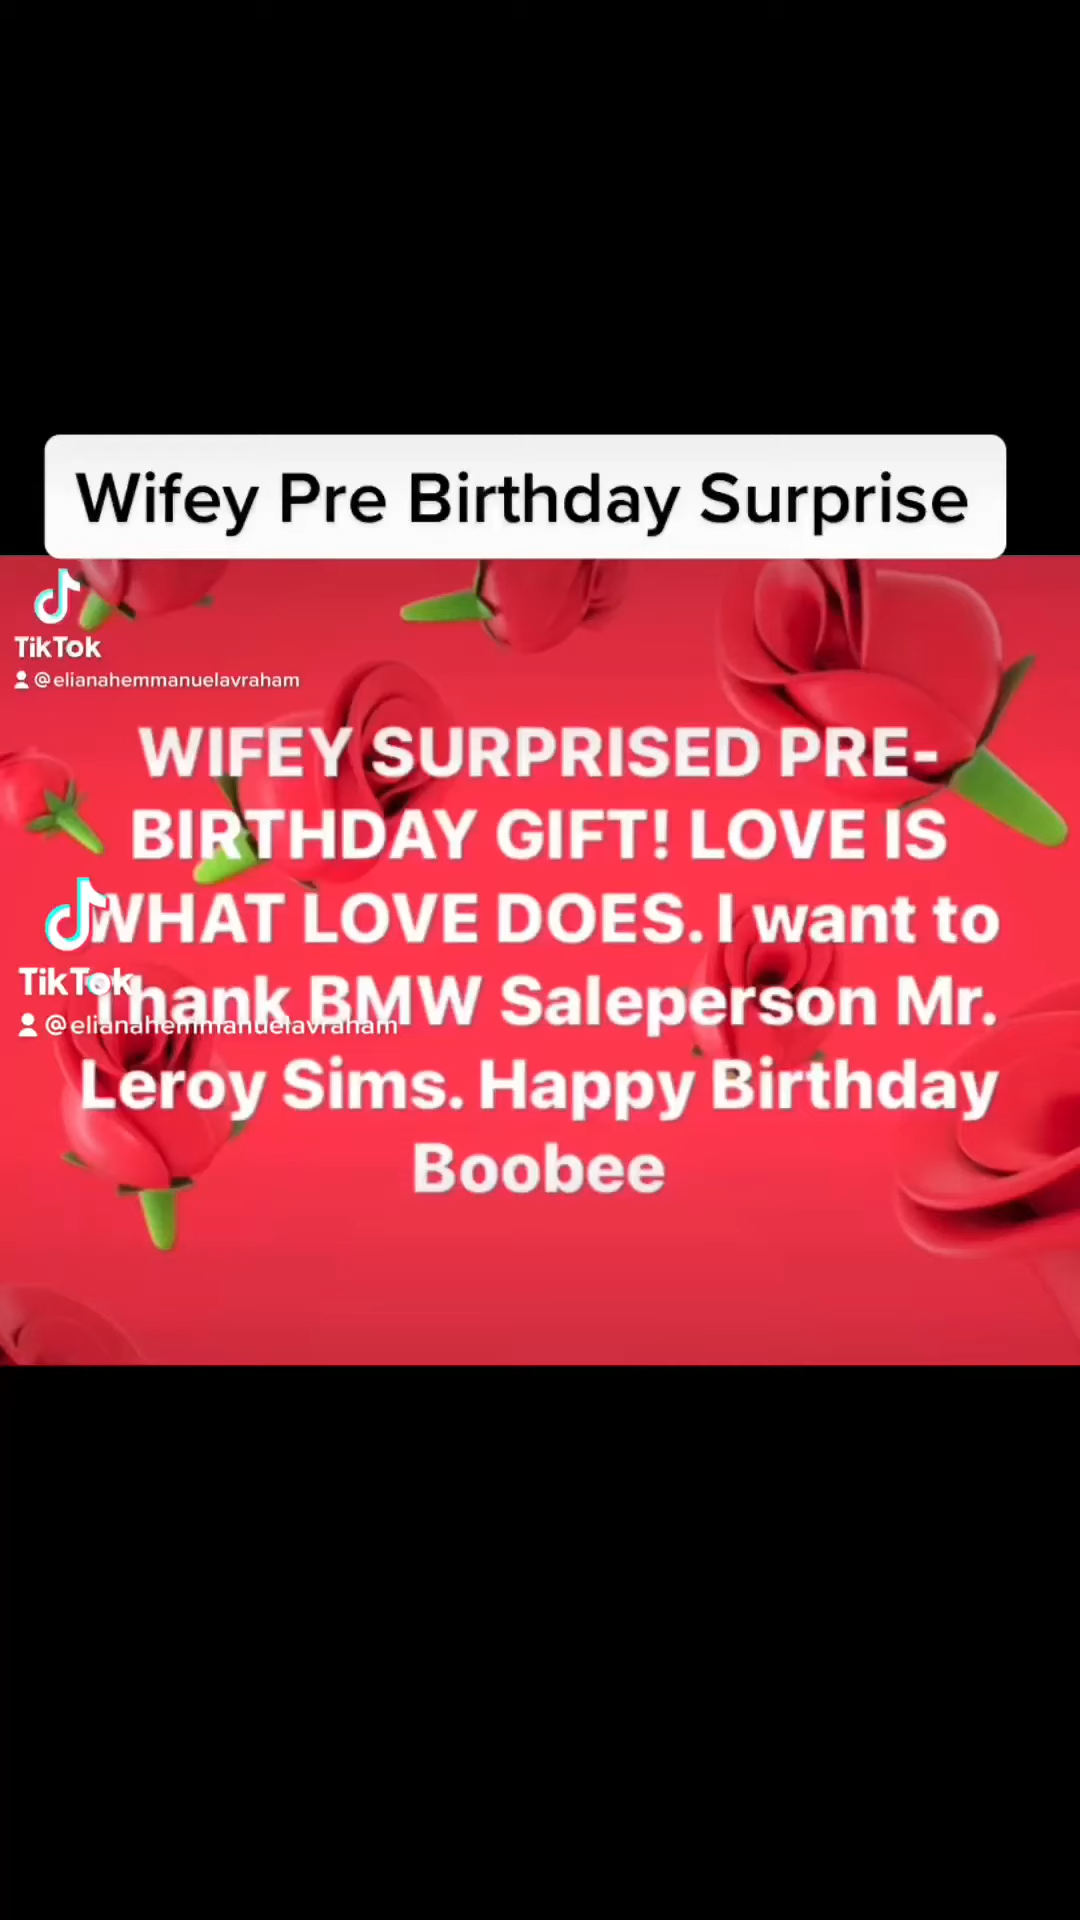 Wifey Pre Birthday Surprise
TikTok
@elianahemmanuelavraham
WIFEY SURPRISED PRE-
BIRTHDAY GIFT! LOVE IS
WHAT LOVE DOES. I want to
Thank BMW Saleperson Mr.
Leroy Sims. Happy Birthday
Boobee
TikTok
@elianahemmanuelavraham